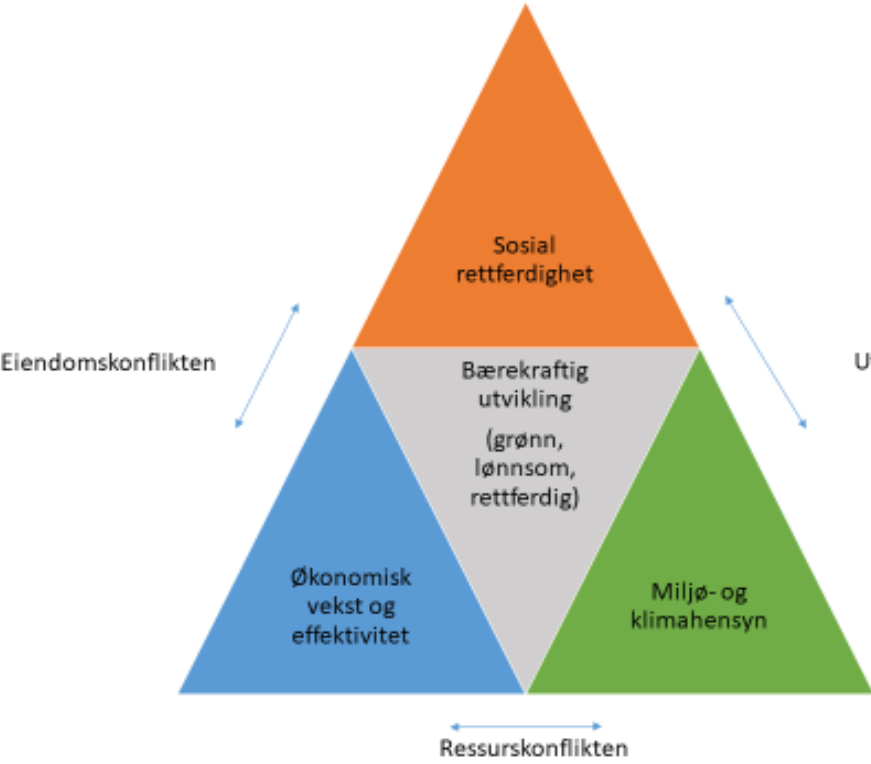 Sosial
rettferdighet
Eiendomskonflikten
Bærekraftig
utvikling
(grønn,
lønnsom,
rettferdig)
Økonomisk
vekst og
effektivitet
Miljø- og
klimahensyn
Ressurskonflikten